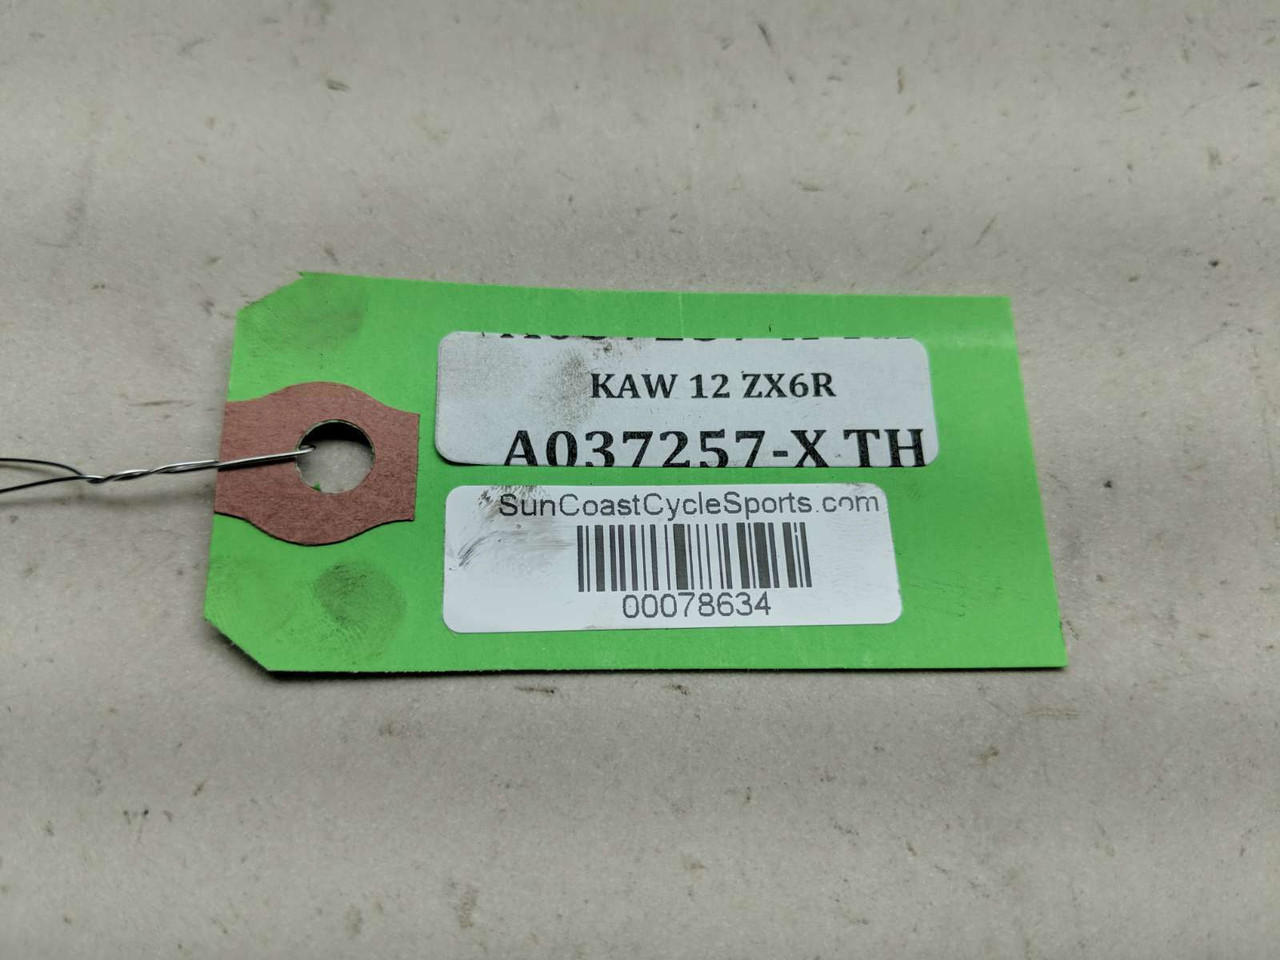 KAW 12 ZX6R
A037257-X TH
SunCoastCycleSports.com
00078634